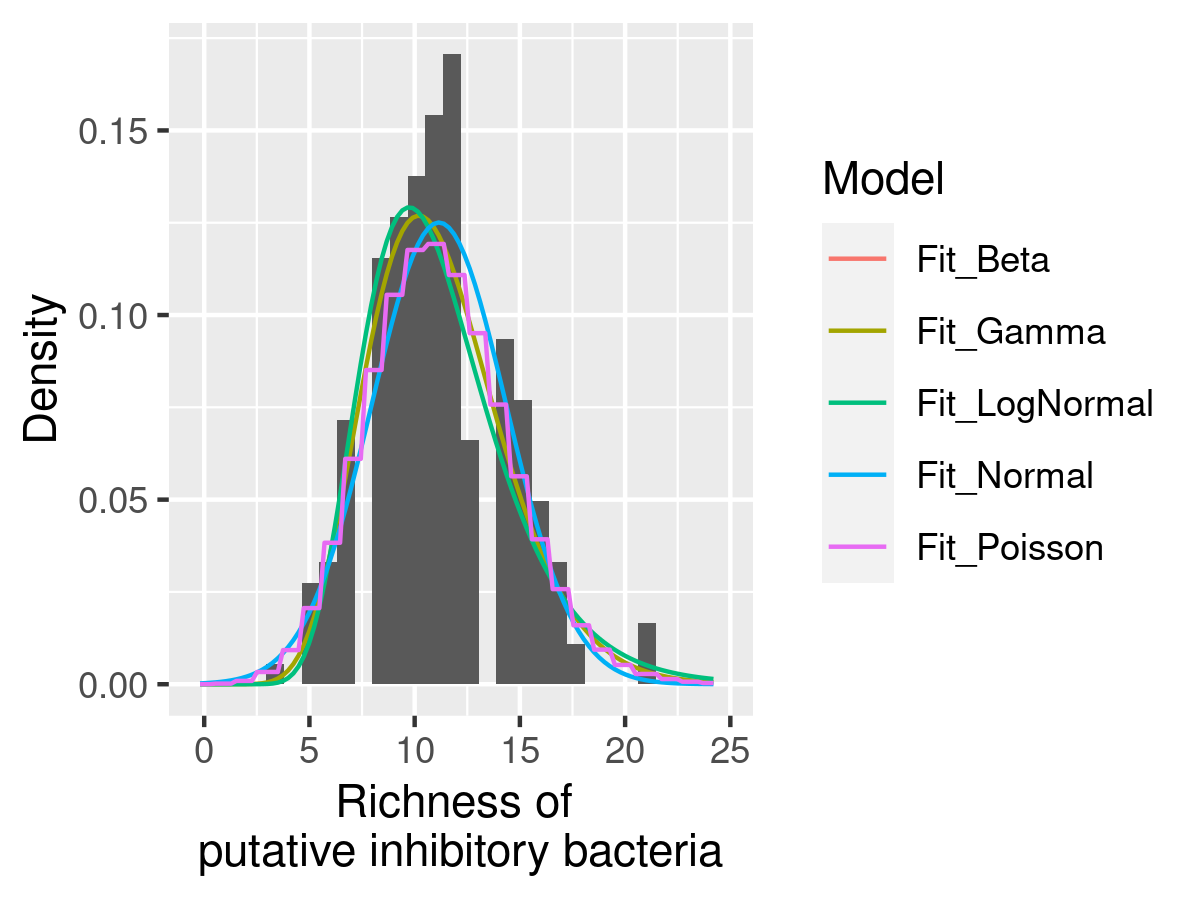 Density
0.15
0.10
0.05
0.00
0 5 10 15 20 25
Richness of
putative inhibitory bacteria
Model
Fit_Beta
Fit_Gamma
Fit_LogNormal
Fit_Normal
Fit_Poisson